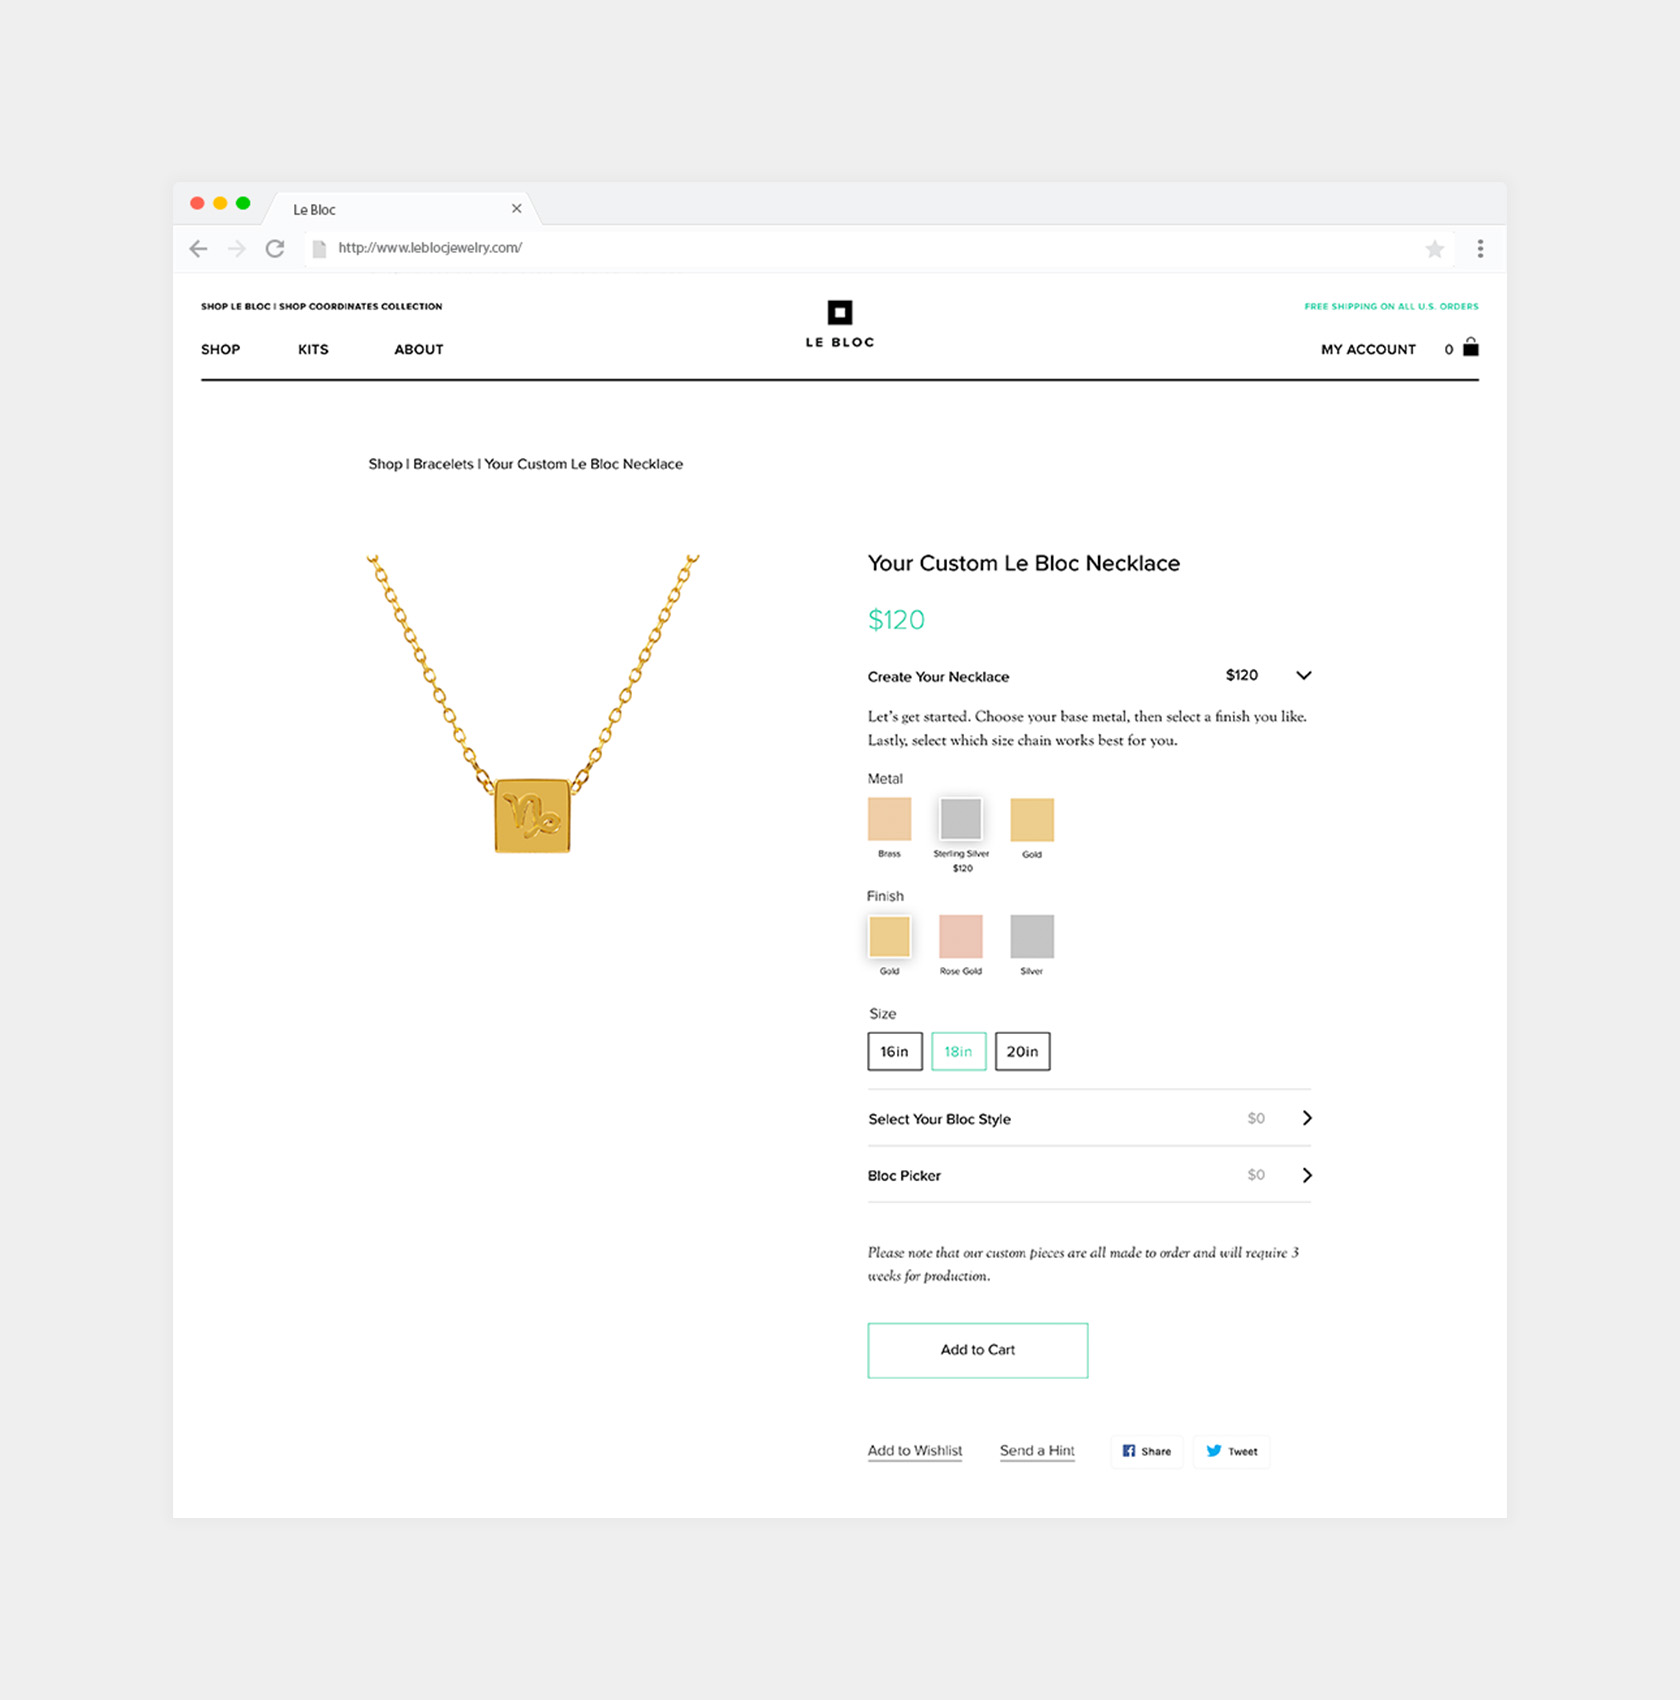 Le Bloc
http://www.leblocjewelry.com/
SHOP LE BLOC | SHOP COORDINATES COLLECTION
FREE SHIPPING ON ALL U.S. ORDERS
SHOP KITS ABOUT
LE BLOC
MY ACCOUNT 0
Shop | Bracelets | Your Custom Le Bloc Necklace
Your Custom Le Bloc Necklace
$120
Create Your Necklace $120
Let's get started. Choose your base metal, then select a finish you like.
Lastly, select which size chain works best for you.
Metal
Brass Sterling Silver Gold
$120
Finish
Gold Rose Gold Silver
Size
16in 18in 20in
Select Your Bloc Style $0
Bloc Picker $0
Please note that our custom pieces are all made to order and will require 3
weeks for production.
Add to Cart
Add to Wishlist Send a Hint Share Tweet